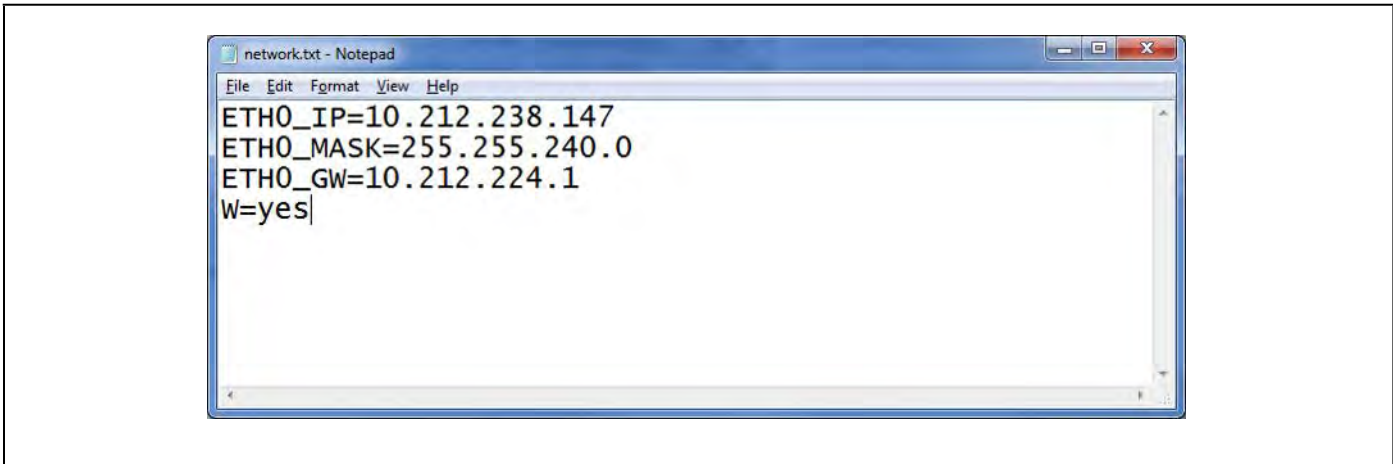 network.txt - Notepad
File Edit Format View Help
ETH0_IP=10.212.238.147
ETH0_MASK=255.255.240.0
ETH0_GW=10.212.224.1
W=yes